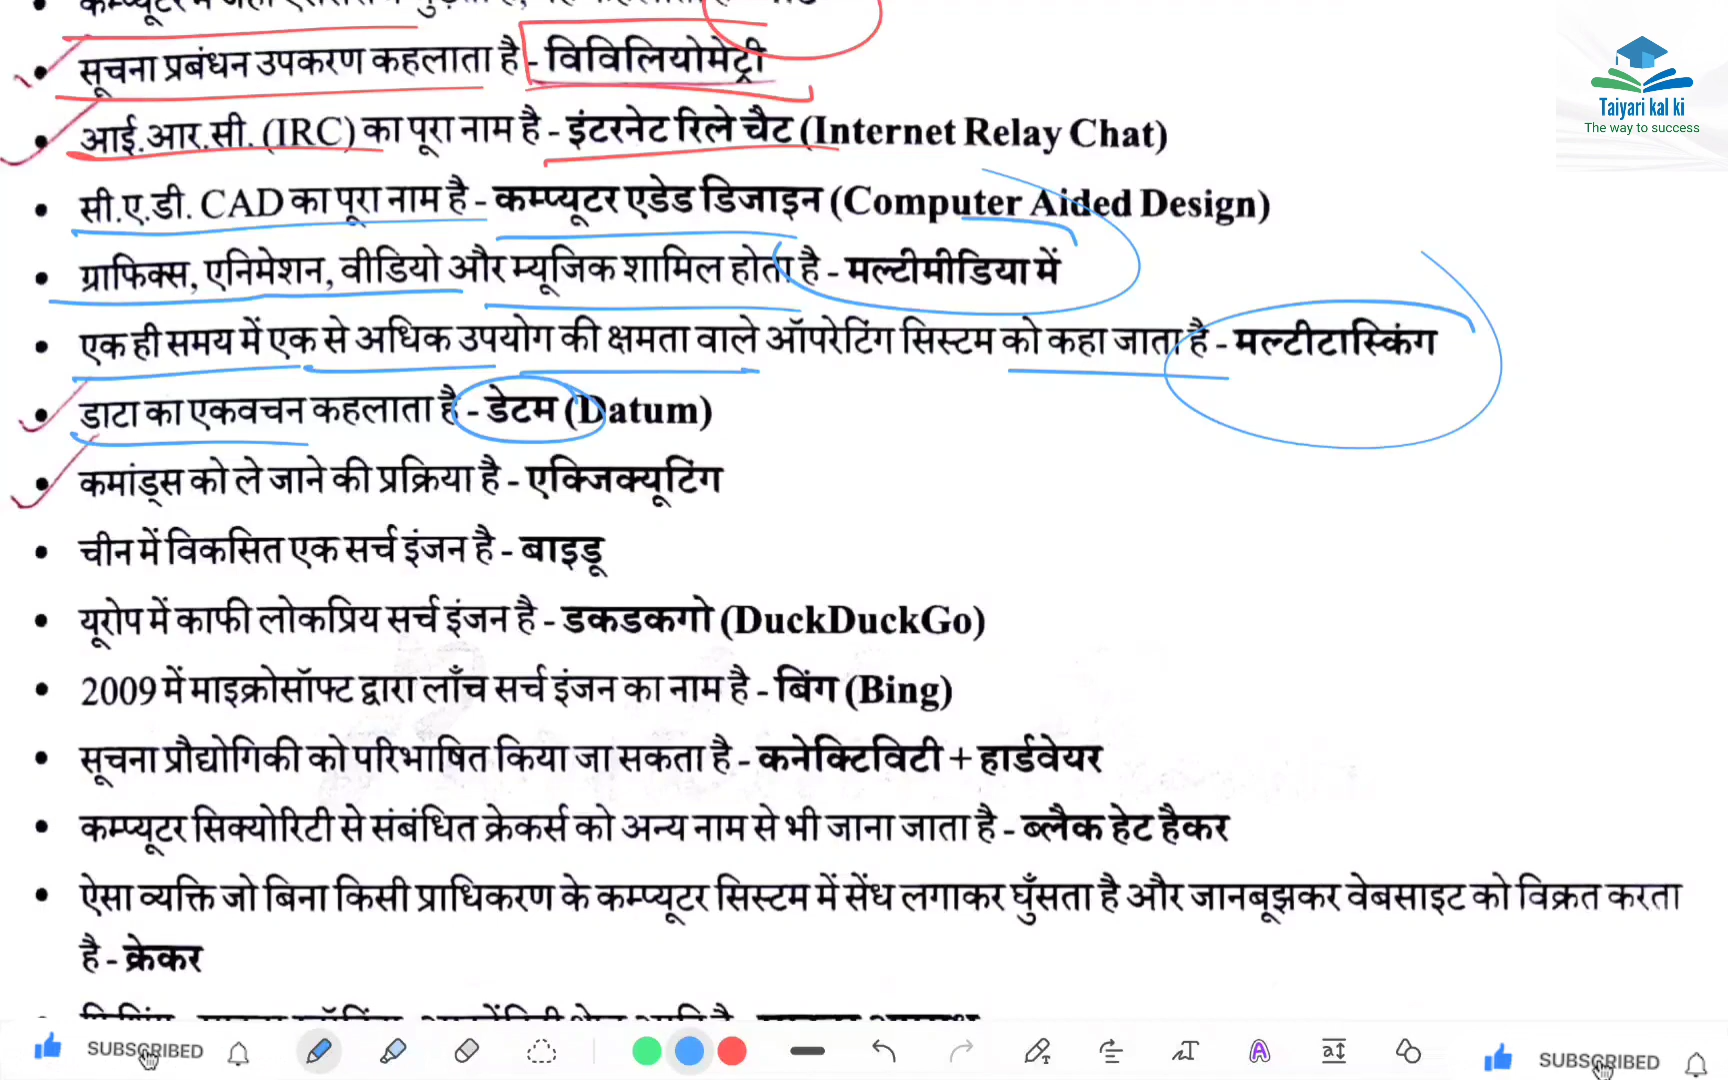 सूचना प्रबंधन उपकरण कहलाता है - विविलियोमेट्री
आई.आर.सी. (IRC) का पूरा नाम है - इंटरनेट रिले चैट (Internet Relay Chat)
सी.ए.डी. CAD का पूरा नाम है - कम्प्यूटर एडेड डिजाइन (Computer Aided Design)
ग्राफिक्स, एनिमेशन, वीडियो और म्यूजिक शामिल होता है - मल्टीमीडिया में
एक ही समय में एक से अधिक उपयोग की क्षमता वाले ऑपरेटिंग सिस्टम को कहा जाता है - मल्टीटास्किंग
डाटा का एकवचन कहलाता है - डेटम (Datum)
कमांड्स को ले जाने की प्रक्रिया है - एक्जिक्यूटिंग
चीन में विकसित एक सर्च इंजन है - बाइडू
यूरोप में काफी लोकप्रिय सर्च इंजन है - डकडकगो (DuckDuckGo)
2009 में माइक्रोसॉफ्ट द्वारा लाँच सर्च इंजन का नाम है - बिंग (Bing)
सूचना प्रौद्योगिकी को परिभाषित किया जा सकता है - कनेक्टिविटी + हार्डवेयर
कम्प्यूटर सिक्योरिटी से संबंधित क्रेकर्स को अन्य नाम से भी जाना जाता है - ब्लैक हेट हैकर
ऐसा व्यक्ति जो बिना किसी प्राधिकरण के कम्प्यूटर सिस्टम में सेंध लगाकर घुँसता है और जानबूझकर वेबसाइट को विक्रत करता
है - क्रेकर
Taiyari kal ki
The way to success
SUBSCRIBED
SUBSCRIBED